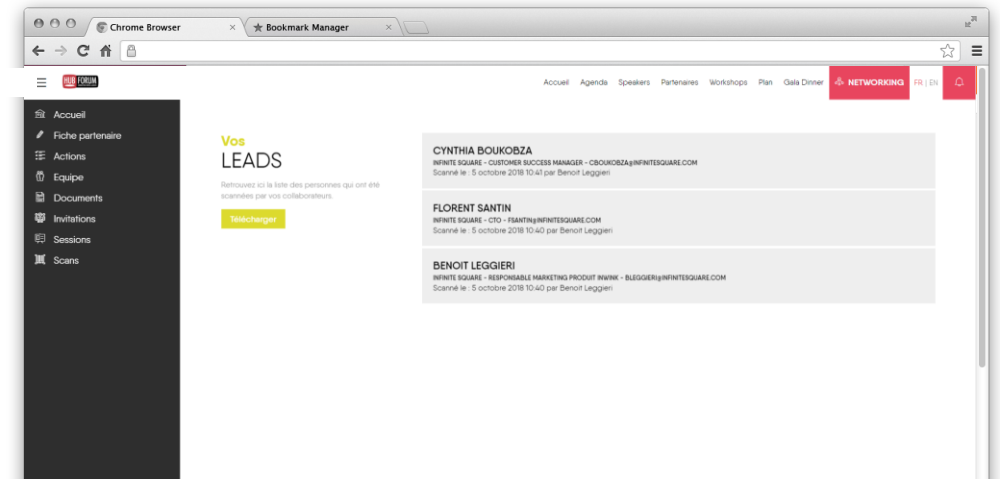 Chrome Browser
Bookmark Manager
HUB FORUM
Accueil Agenda Speakers Partenaires Workshops Plan Gala Dinner NETWORKING FR | EN
Accueil
Fiche partenaire
Actions
Equipe
Documents
Invitations
Sessions
Scans
Vos
LEADS
Retrouvez ici la liste des personnes qui ont été
scannées par vos collaborateurs.
Télécharger
CYNTHIA BOUKOBZA
INFINITE SQUARE - CUSTOMER SUCCESS MANAGER - CBOUKOBZA@INFINITESQUARE.COM
Scanné le : 5 octobre 2018 10:41 par Benoit Leggieri
FLORENT SANTIN
INFINITE SQUARE - CTO - FSANTIN@INFINITESQUARE.COM
Scanné le : 5 octobre 2018 10:40 par Benoit Leggieri
BENOIT LEGGIERI
INFINITE SQUARE - RESPONSABLE MARKETING PRODUIT INWINK - BLEGGIERI@INFINITESQUARE.COM
Scanné le : 5 octobre 2018 10:40 par Benoit Leggieri